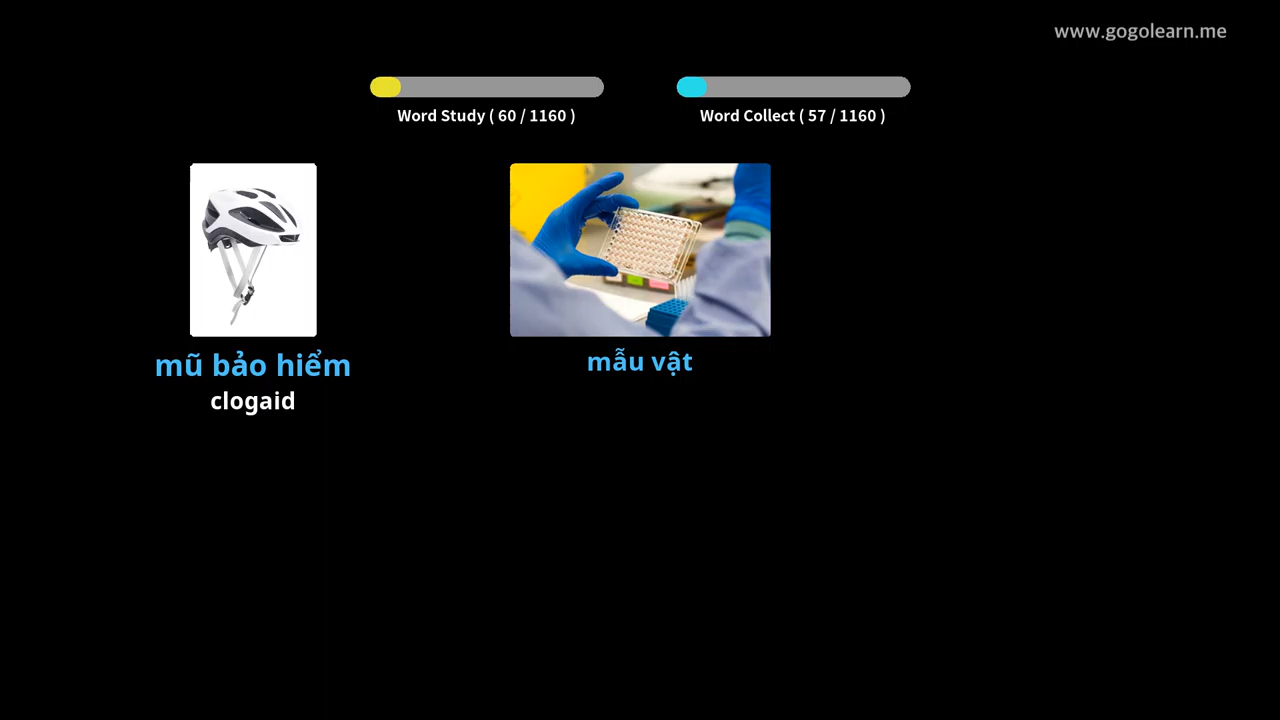 www.gogolearn.me
Word Study ( 60 / 1160 )
Word Collect ( 57 / 1160 )
mũ bảo hiểm
clogaid
mẫu vật